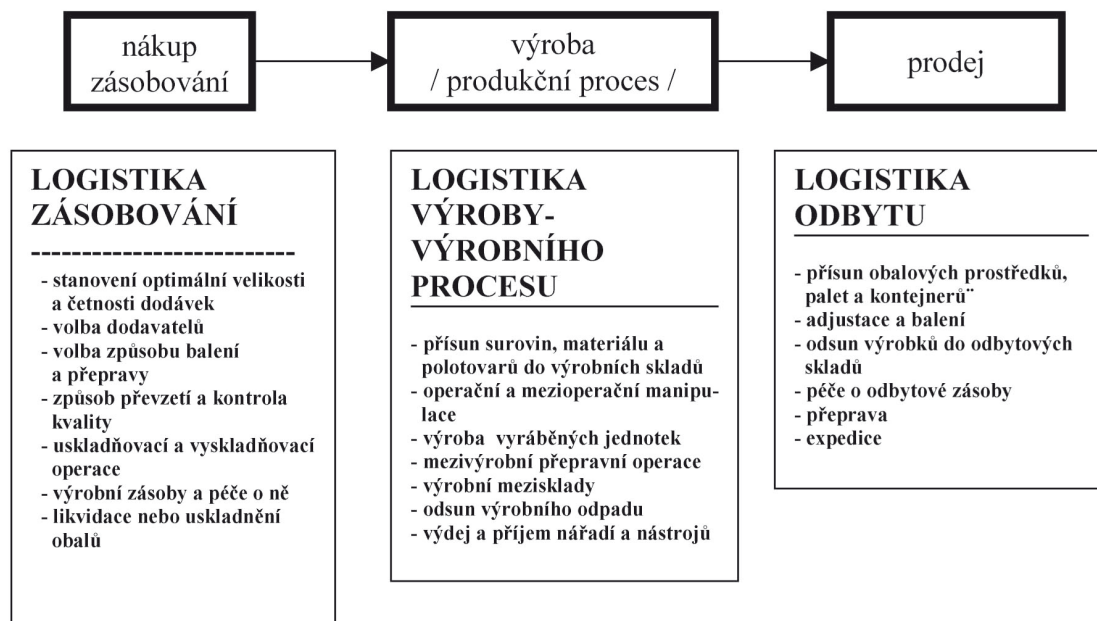 nákup
zásobování
výroba
/ produkční proces /
prodej
LOGISTIKA
ZÁSOBOVÁNÍ
--------------------------
- stanovení optimální velikosti
a četnosti dodávek
- volba dodavatelů
- volba způsobu balení
a přepravy
- způsob převzetí a kontrola
kvality
- uskladňovací a vyskladňovací
operace
- výrobní zásoby a péče o ně
- likvidace nebo uskladnění
obalů
LOGISTIKA
VÝROBY-
VÝROBNÍHO
PROCESU
- přísun surovin, materiálu a
polotovarů do výrobních skladů
- operační a mezioperační manipu-
lace
- výroba  vyráběných jednotek
- mezivýrobní přepravní operace
- výrobní mezisklady
- odsun výrobního odpadu
- výdej a příjem nářadí a nástrojů
LOGISTIKA
ODBYTU
- přísun obalových prostředků,
palet a kontejnerů¨
- adjustace a balení
- odsun výrobků do odbytových
skladů
- péče o odbytové zásoby
- přeprava
- expedice